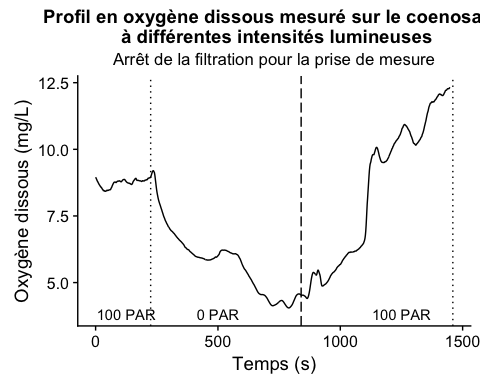 Profil en oxygène dissous mesuré sur le coenosa
à différentes intensités lumineuses
Arrêt de la filtration pour la prise de mesure
Oxygène dissous (mg/L)
12.5
10.0
7.5
5.0
100 PAR
0 PAR
100 PAR
0
500
1000
1500
Temps (s)